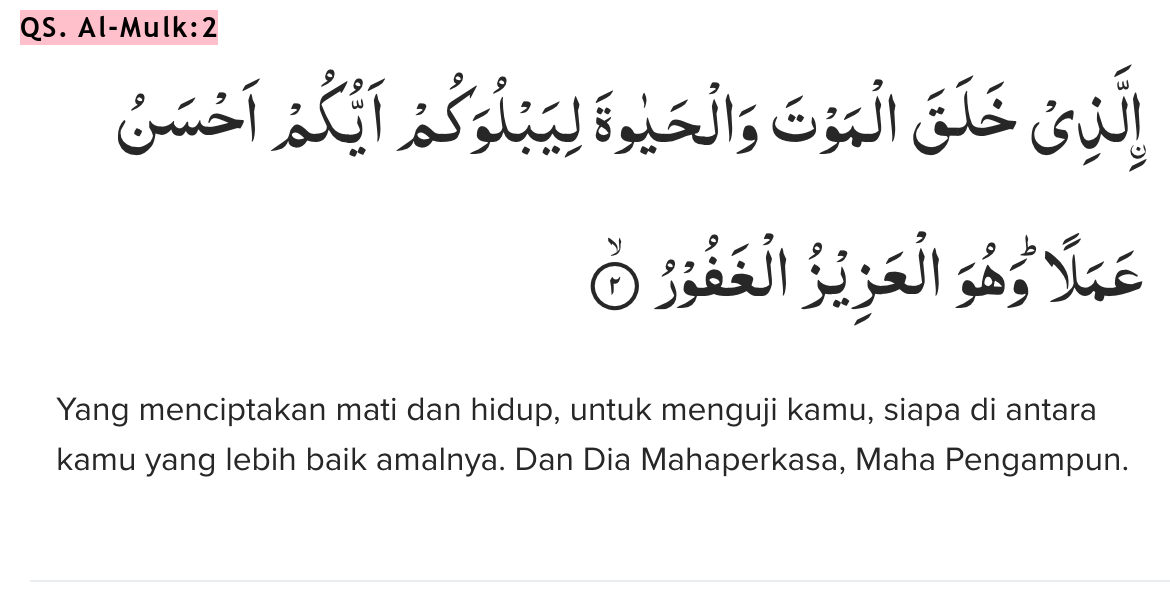 QS. Al-Mulk:2
ۨالَّذِيْ خَلَقَ الْمَوْتَ وَالْحَيٰوةَ لِيَبْلُوَكُمْ اَيُّكُمْ اَحْسَنُ
عَمَلًاۗ وَهُوَ الْعَزِيْزُ الْغَفُوْرُۙ ٢
Yang menciptakan mati dan hidup, untuk menguji kamu, siapa di antara
kamu yang lebih baik amalnya. Dan Dia Mahaperkasa, Maha Pengampun.